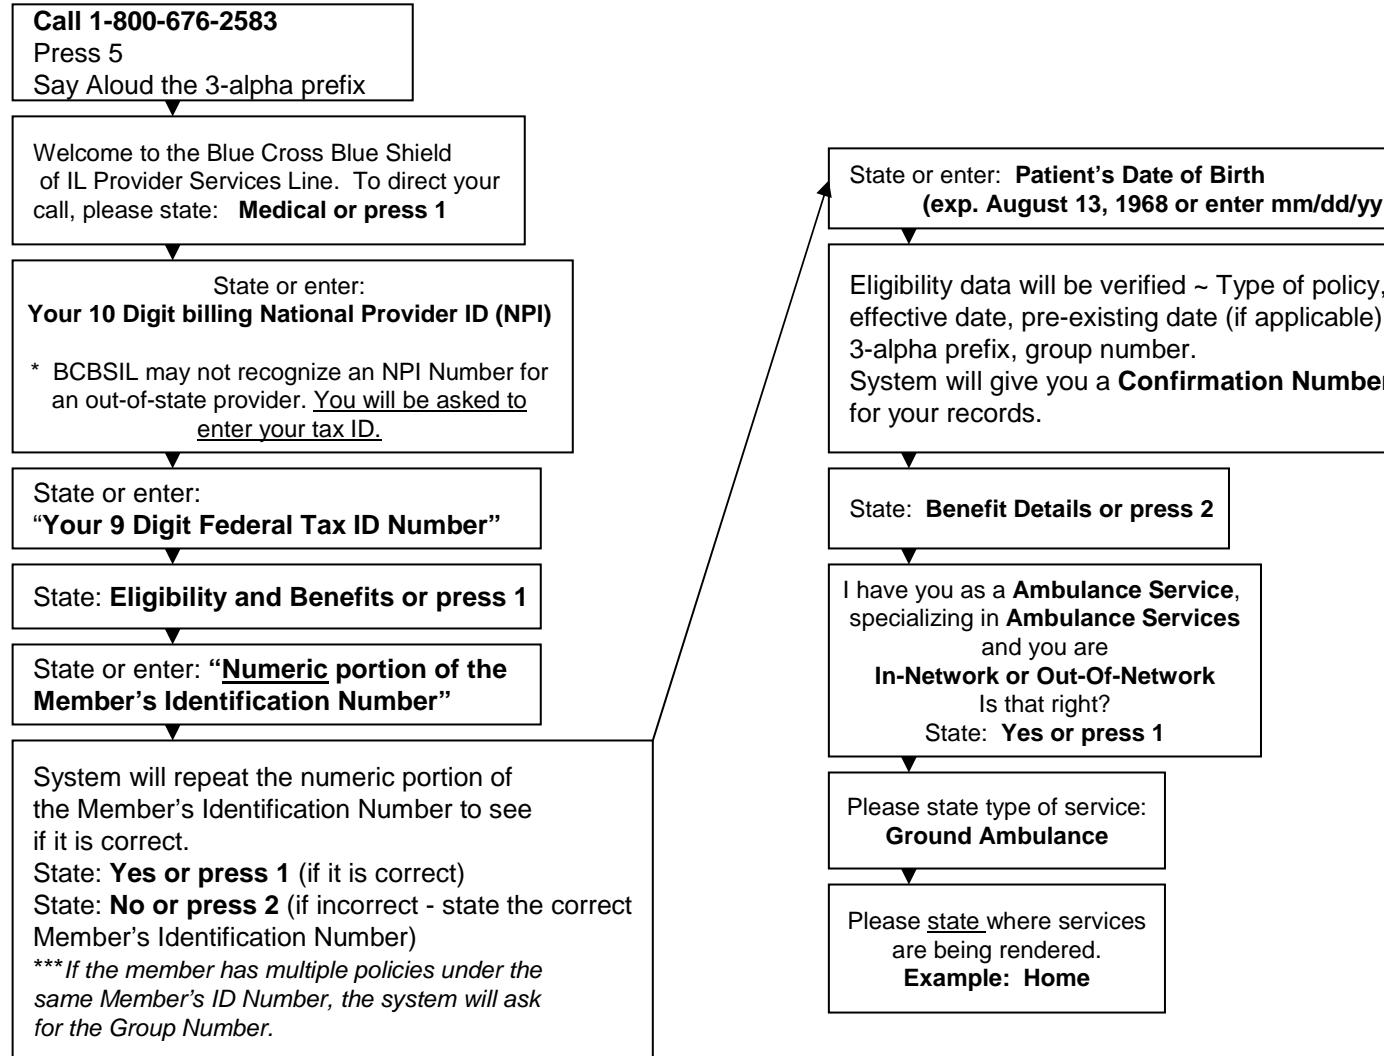 Call 1-800-676-2583
Press 5
Say Aloud the 3-alpha prefix
Welcome to the Blue Cross Blue Shield
of IL Provider Services Line. To direct your
call, please state: Medical or press 1
State or enter:
Your 10 Digit billing National Provider ID (NPI)
* BCBSIL may not recognize an NPI Number for
an out-of-state provider. You will be asked to
enter your tax ID.
State or enter:
“Your 9 Digit Federal Tax ID Number”
State: Eligibility and Benefits or press 1
State or enter: “Numeric portion of the
Member’s Identification Number”
System will repeat the numeric portion of
the Member’s Identification Number to see
if it is correct.
State: Yes or press 1 (if it is correct)
State: No or press 2 (if incorrect - state the correct
Member’s Identification Number)
***If the member has multiple policies under the
same Member’s ID Number, the system will ask
for the Group Number.
State or enter: Patient’s Date of Birth
(exp. August 13, 1968 or enter mm/dd/yy
Eligibility data will be verified ~ Type of policy,
effective date, pre-existing date (if applicable)
3-alpha prefix, group number.
System will give you a Confirmation Number
for your records.
State: Benefit Details or press 2
I have you as a Ambulance Service,
specializing in Ambulance Services
and you are
In-Network or Out-Of-Network
Is that right?
State: Yes or press 1
Please state type of service:
Ground Ambulance
Please state where services
are being rendered.
Example: Home